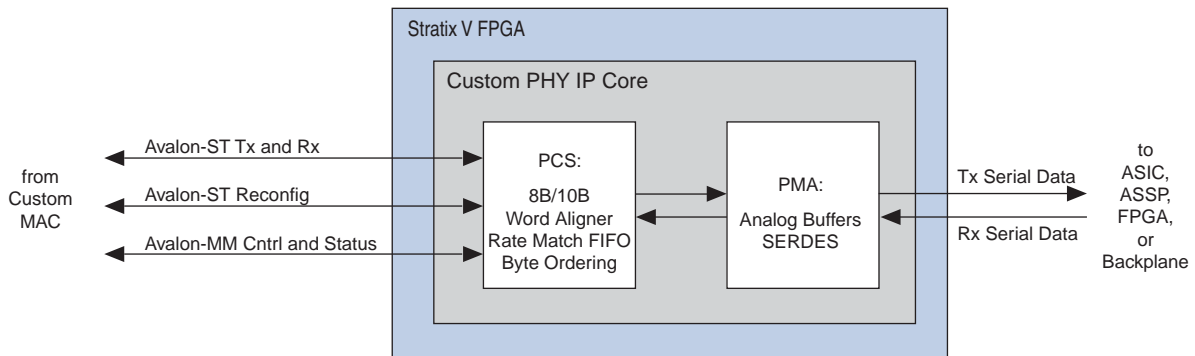 Stratix V FPGA
Custom PHY IP Core
from
Custom
MAC
Avalon-ST Tx and Rx
Avalon-ST Reconfig
Avalon-MM Cntrl and Status
PCS:
8B/10B
Word Aligner
Rate Match FIFO
Byte Ordering
PMA:
Analog Buffers
SERDES
Tx Serial Data
Rx Serial Data
to
ASIC,
ASSP,
FPGA,
or
Backplane